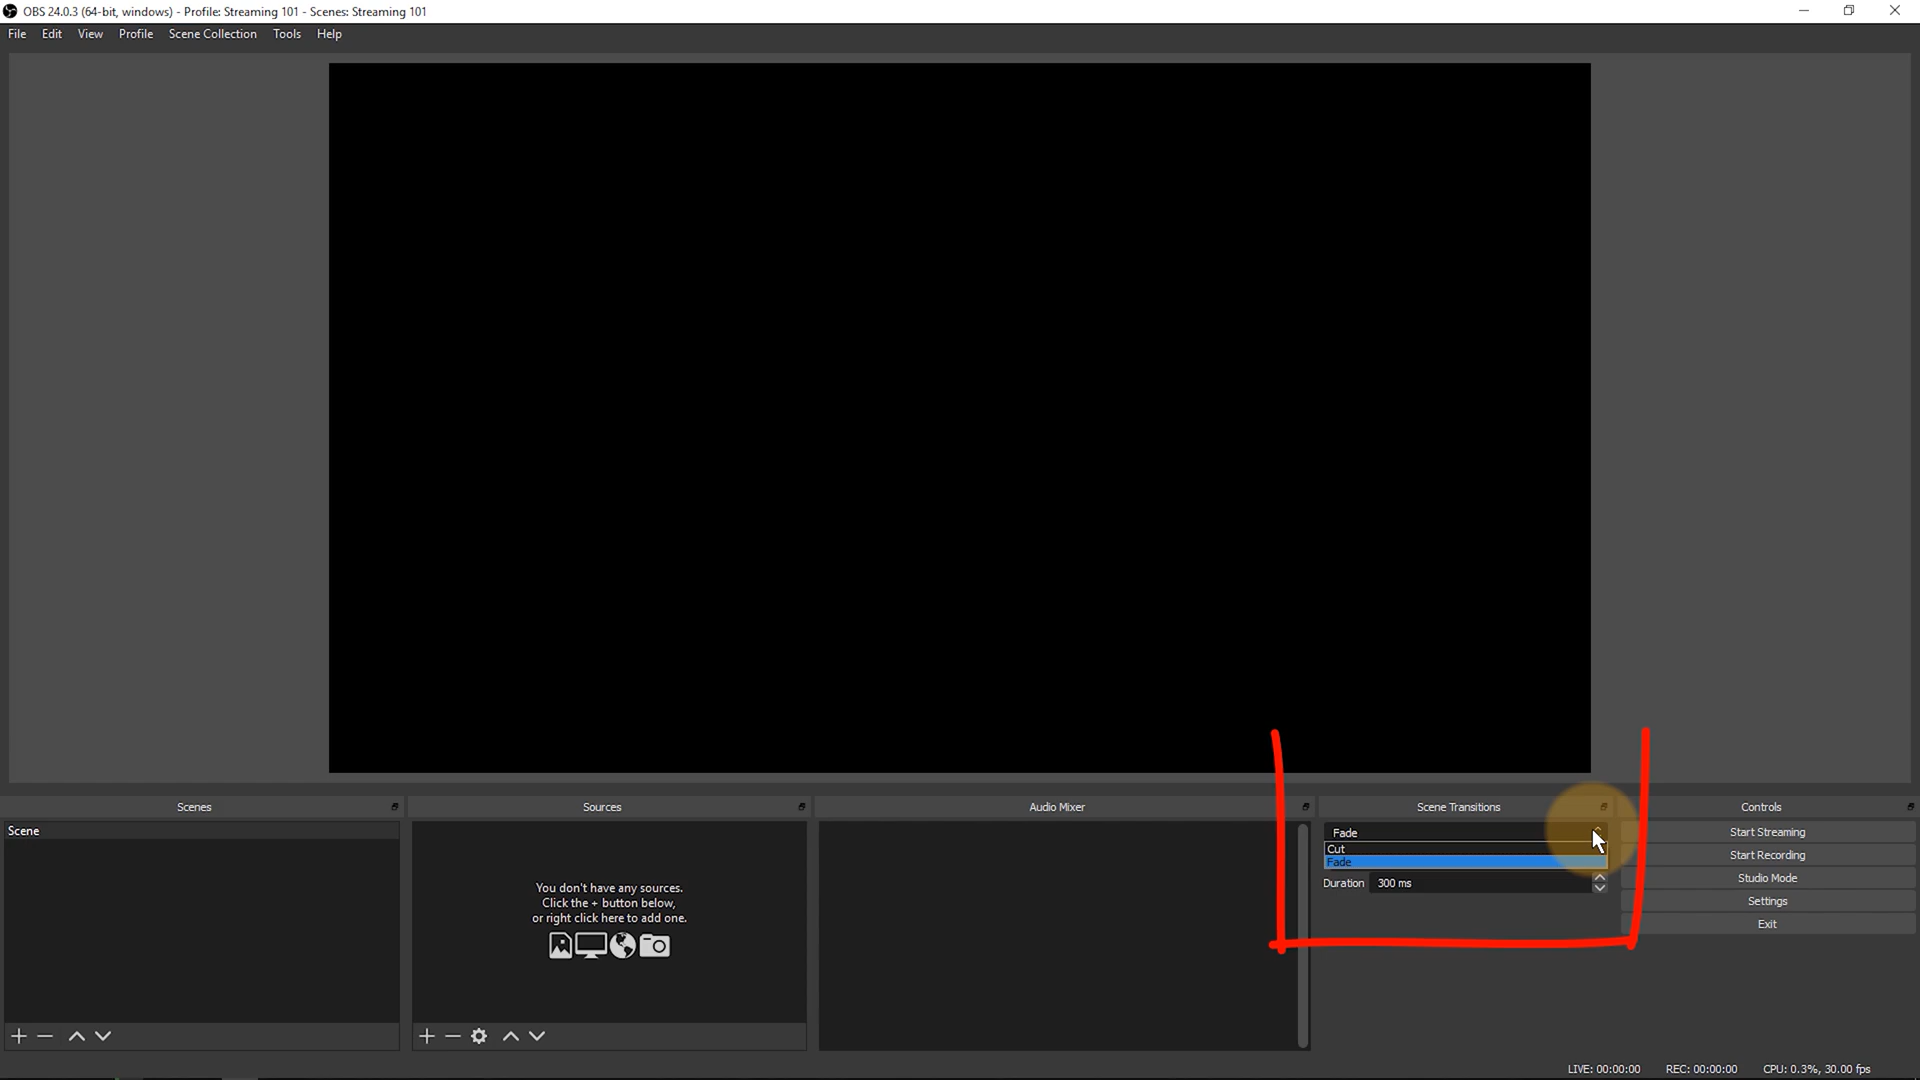 OBS 24.0.3 (64-bit, windows) - Profile: Streaming 101 - Scenes: Streaming 101
File Edit View Profile Scene Collection Tools Help
Scenes
Sources
Audio Mixer
Scene Transitions
Controls
Scene
You don't have any sources.
Click the + button below,
or right click here to add one.
Fade
Cut
Fade
Duration 300 ms
Start Streaming
Start Recording
Studio Mode
Settings
Exit
LIVE: 00:00:00 REC: 00:00:00 CPU: 0.3%, 30.00 fps